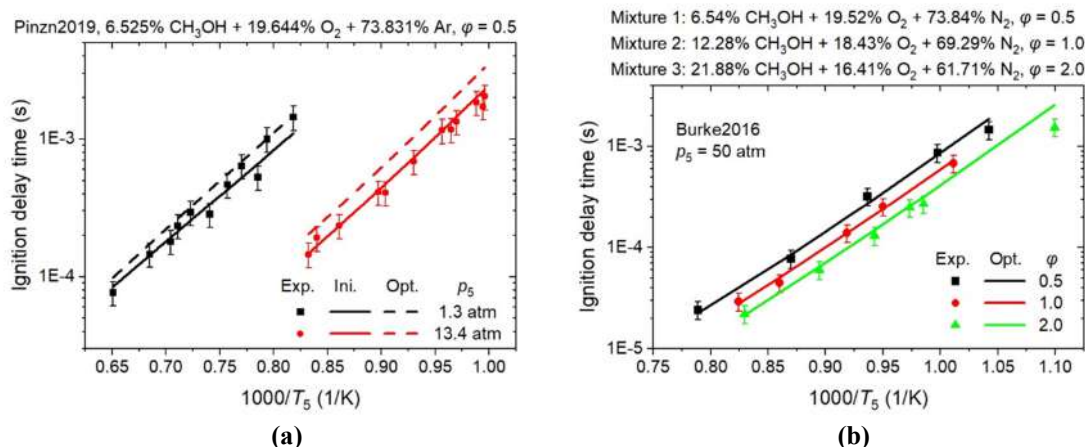 Pinzn2019, 6.525% CH₃OH + 19.644% O₂ + 73.831% Ar, φ = 0.5
Ignition delay time (s)
1E-3
1E-4
Exp. Ini. Opt. p₅
1.3 atm
13.4 atm
0.65 0.70 0.75 0.80 0.85 0.90 0.95 1.00
1000/T₅ (1/K)
(a)
Mixture 1: 6.54% CH₃OH + 19.52% O₂ + 73.84% N₂, φ = 0.5
Mixture 2: 12.28% CH₃OH + 18.43% O₂ + 69.29% N₂, φ = 1.0
Mixture 3: 21.88% CH₃OH + 16.41% O₂ + 61.71% N₂, φ = 2.0
Ignition delay time (s)
1E-3
1E-4
1E-5
Burke2016
p₅ = 50 atm
Exp. Opt. φ
0.5
1.0
2.0
0.75 0.80 0.85 0.90 0.95 1.00 1.05 1.10
1000/T₅ (1/K)
(b)